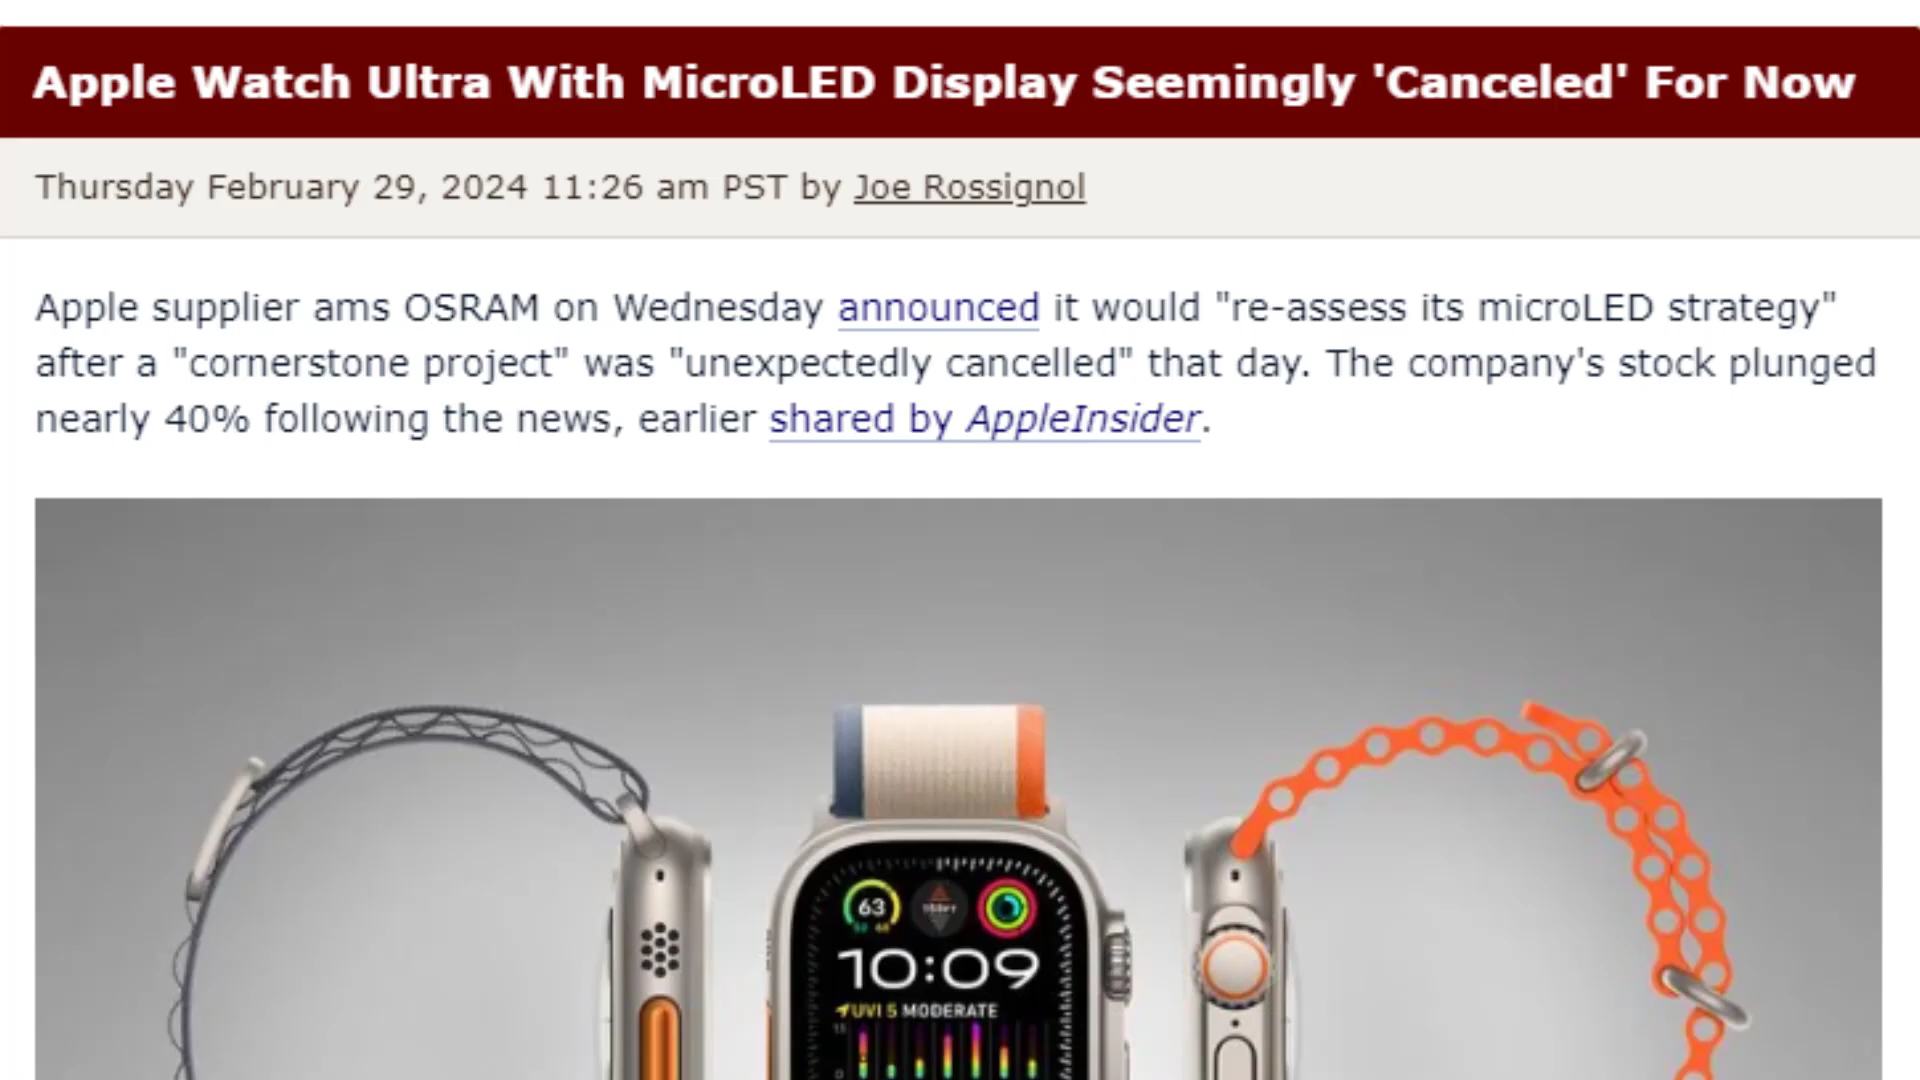 Apple Watch Ultra With MicroLED Display Seemingly 'Canceled' For Now
Thursday February 29, 2024 11:26 am PST by Joe Rossignol
Apple supplier ams OSRAM on Wednesday announced it would "re-assess its microLED strategy"
after a "cornerstone project" was "unexpectedly cancelled" that day. The company's stock plunged
nearly 40% following the news, earlier shared by AppleInsider.
63
10:09
UVI 5 MODERATE